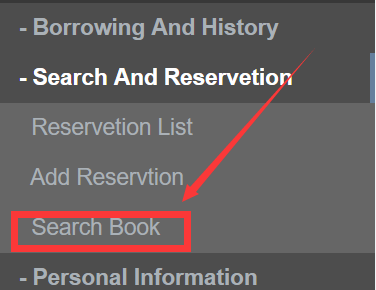 - Borrowing And History
- Search And Reservetion
Reservetion List
Add Reservtion
Search Book
- Personal Information